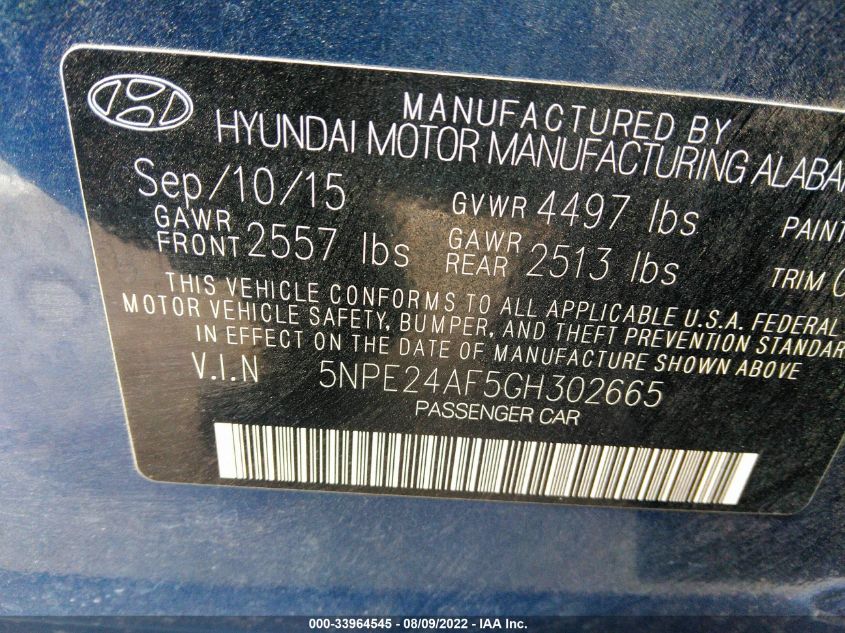 MANUFACTURED BY
HYUNDAI MOTOR MANUFACTURING ALABA
Sep/10/15 GVWR 4497 lbs PAINT
GAWR FRONT 2557 lbs GAWR REAR 2513 lbs TRIM
THIS VEHICLE CONFORMS TO ALL APPLICABLE U.S.A. FEDERAL
MOTOR VEHICLE SAFETY, BUMPER, AND THEFT PREVENTION STANDAR
IN EFFECT ON THE DATE OF MANUFACTURE SHOWN ABOVE
V.I.N 5NPE24AF5GH302665
PASSENGER CAR
000-33964545 - 08/09/2022 - IAA Inc.